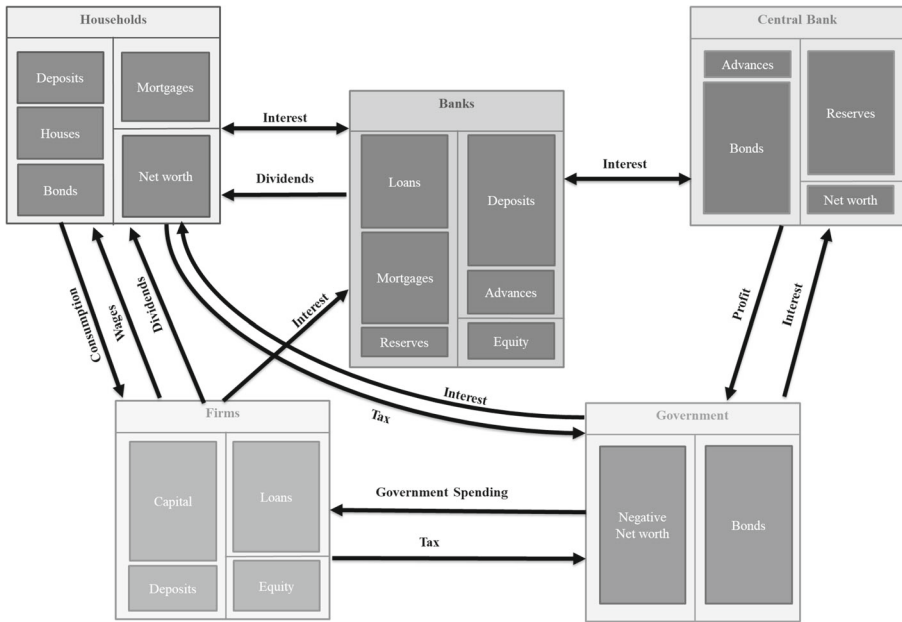 Households
Deposits
Houses
Bonds
Mortgages
Net worth
Banks
Loans
Mortgages
Reserves
Deposits
Advances
Equity
Central Bank
Advances
Bonds
Reserves
Net worth
Interest
Dividends
Interest
Consumption
Wages
Dividends
Interest
Interest
Tax
Profit
Interest
Firms
Capital
Deposits
Loans
Equity
Government Spending
Tax
Government
Negative
Net worth
Bonds